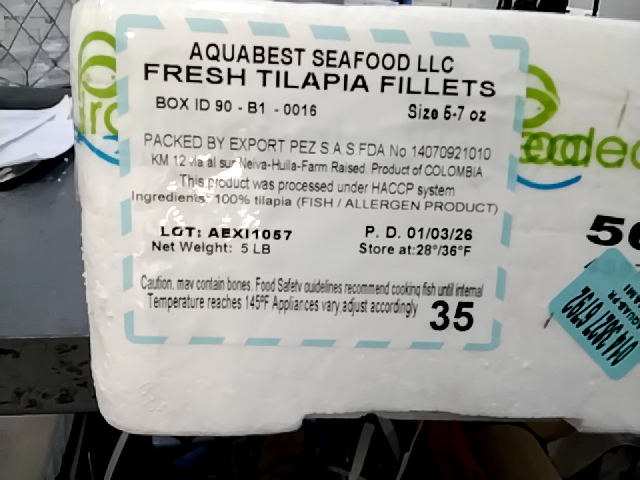 AQUABEST SEAFOOD LLC
FRESH TILAPIA FILLETS
BOX ID 90 - B1 - 0016 Size 5-7 oz
PACKED BY EXPORT PEZ S.A.S.FDA No 14070921010
KM 12 via al sur Neiva-Huila-Farm Raised. Product of COLOMBIA
This product was processed under HACCP system
Ingredients: 100% tilapia (FISH / ALLERGEN PRODUCT)
LGT: AEXI1057 P. D. 01/03/26
Net Weight: 5 LB Store at:28°/36°F
Caution. may contain bones. Food Safety guidelines recommend cooking fish until internal
Temperature reaches 145ºF Appliances vary,adjust accordingly
35